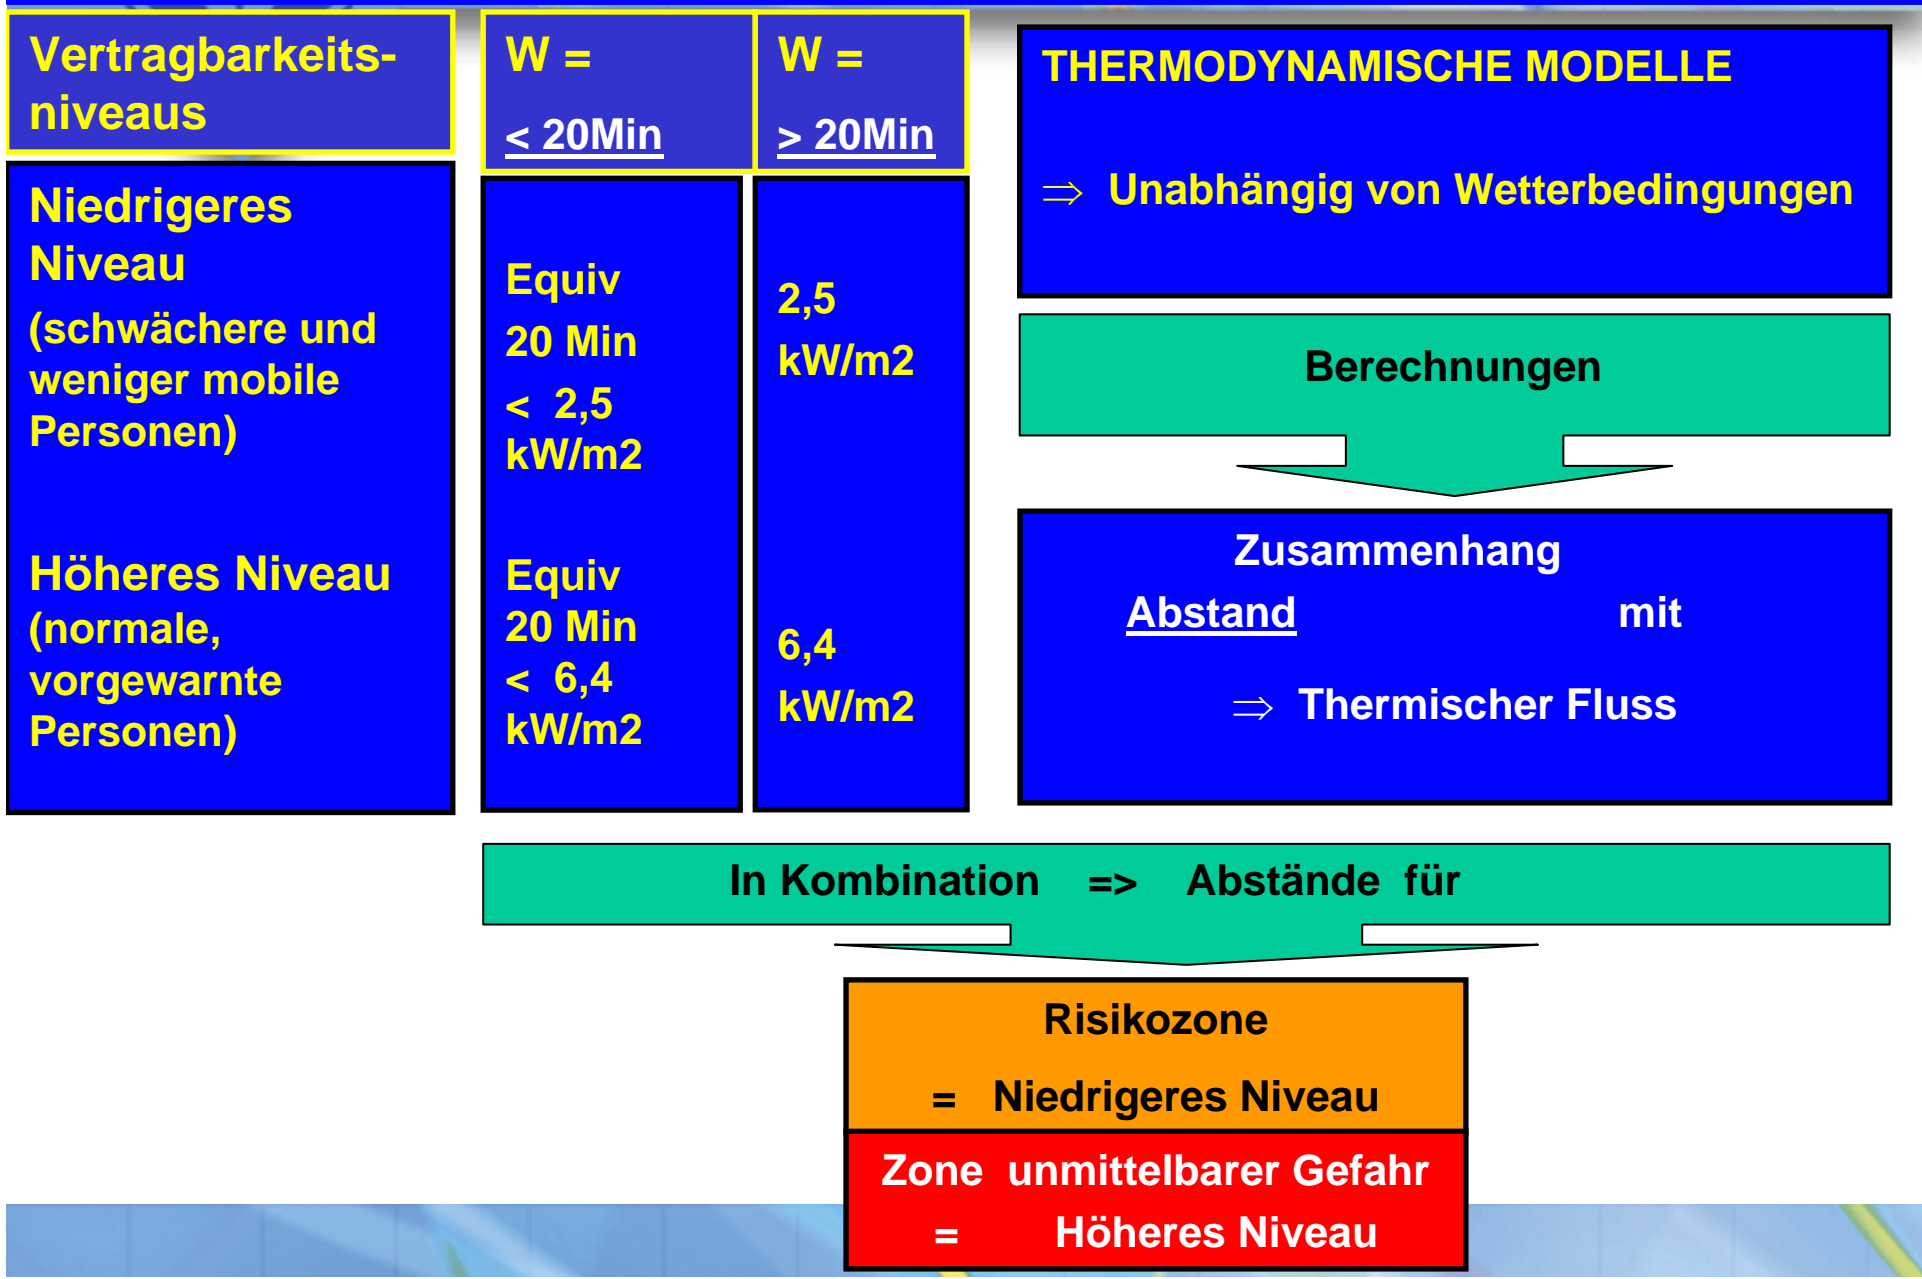 Vertragbarkeits-
niveaus
W =
< 20Min
W =
> 20Min
Niedrigeres
Niveau
(schwächere und
weniger mobile
Personen)
Höheres Niveau
(normale,
vorgewarnte
Personen)
Equiv
20 Min
< 2,5
kW/m2
Equiv
20 Min
< 6,4
kW/m2
2,5
kW/m2
6,4
kW/m2
THERMODYNAMISCHE MODELLE
⇒ Unabhängig von Wetterbedingungen
Berechnungen
Zusammenhang
Abstand mit
⇒ Thermischer Fluss
In Kombination => Abstände für
Risikozone
= Niedrigeres Niveau
Zone unmittelbarer Gefahr
= Höheres Niveau